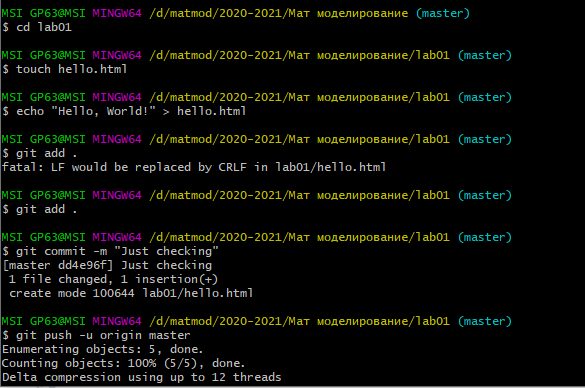 MSI GP63@MSI MINGW64 /d/matmod/2020-2021/Мат моделирование (master)
$ cd lab01
MSI GP63@MSI MINGW64 /d/matmod/2020-2021/Мат моделирование/lab01 (master)
$ touch hello.html
MSI GP63@MSI MINGW64 /d/matmod/2020-2021/Мат моделирование/lab01 (master)
$ echo "Hello, World!" > hello.html
MSI GP63@MSI MINGW64 /d/matmod/2020-2021/Мат моделирование/lab01 (master)
$ git add .
fatal: LF would be replaced by CRLF in lab01/hello.html
MSI GP63@MSI MINGW64 /d/matmod/2020-2021/Мат моделирование/lab01 (master)
$ git add .
MSI GP63@MSI MINGW64 /d/matmod/2020-2021/Мат моделирование/lab01 (master)
$ git commit -m "Just checking"
[master dd4e96f] Just checking
 1 file changed, 1 insertion(+)
 create mode 100644 lab01/hello.html
MSI GP63@MSI MINGW64 /d/matmod/2020-2021/Мат моделирование/lab01 (master)
$ git push -u origin master
Enumerating objects: 5, done.
Counting objects: 100% (5/5), done.
Delta compression using up to 12 threads